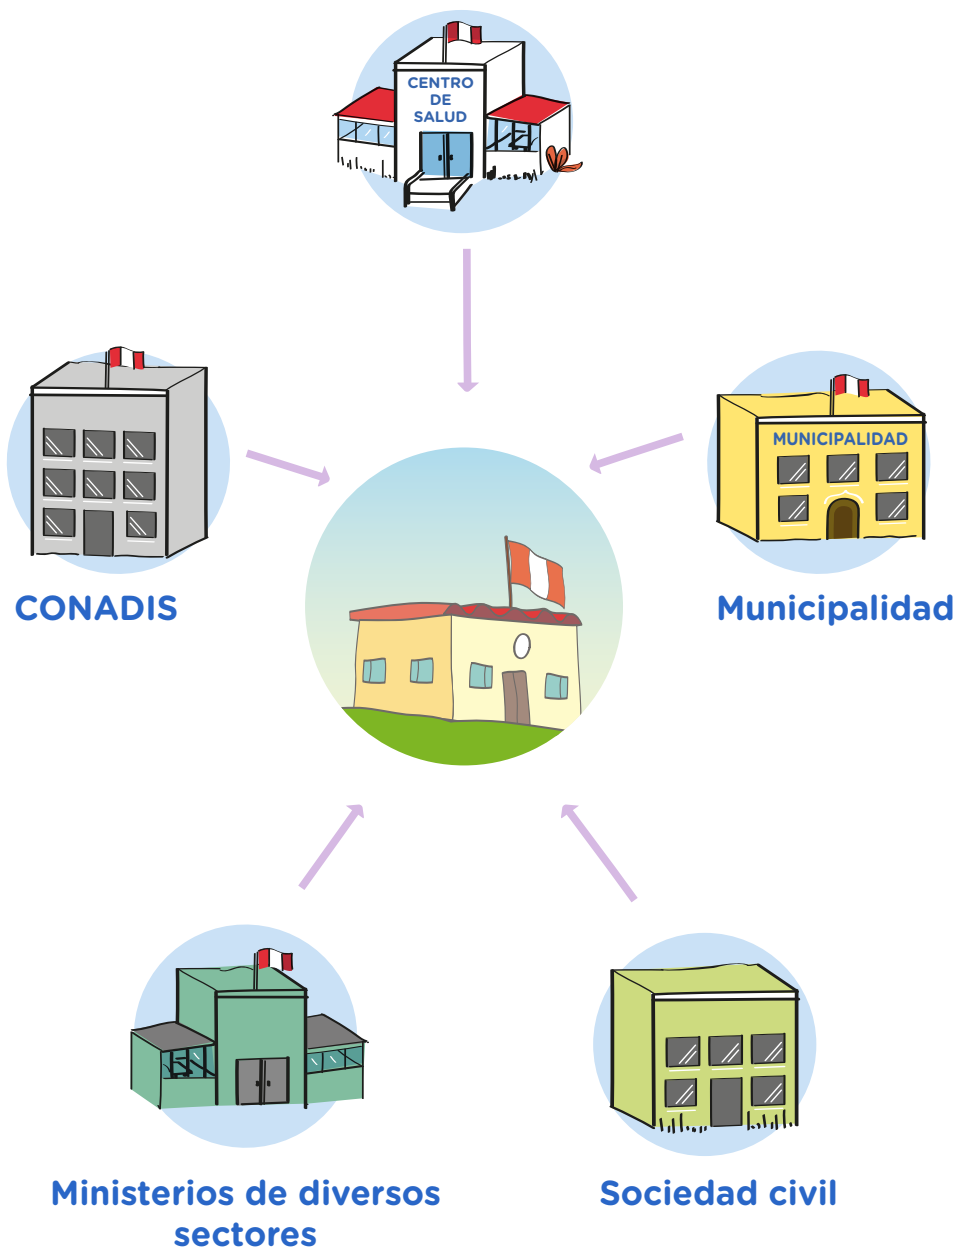 CENTRO
DE
SALUD
MUNICIPALIDAD
CONADIS
Municipalidad
Ministerios de diversos
sectores
Sociedad civil